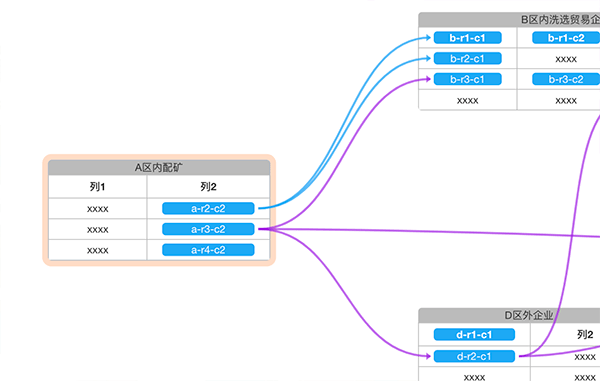 B区内洗选贸易企
b-r1-c1 b-r1-c2
b-r2-c1 xxxx
b-r3-c1 b-r3-c2
xxxx xxxx
A区内配矿
列1 列2
xxxx a-r2-c2
xxxx a-r3-c2
xxxx a-r4-c2
D区外企业
d-r1-c1 列2
d-r2-c1 xxxx
xxxx xxxx